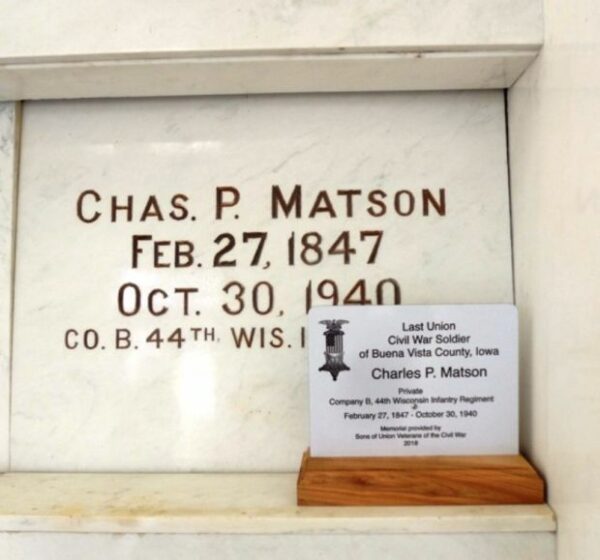 CHAS. P. MATSON
FEB. 27, 1847
OCT. 30, 1940
CO. B. 44TH. WIS. I
Last Union
Civil War Soldier
of Buena Vista County, Iowa
Charles P. Matson
Private
Company B, 44th Wisconsin Infantry Regiment
February 27, 1847 - October 30, 1940
Memorial provided by
Sons of Union Veterans of the Civil War
2018